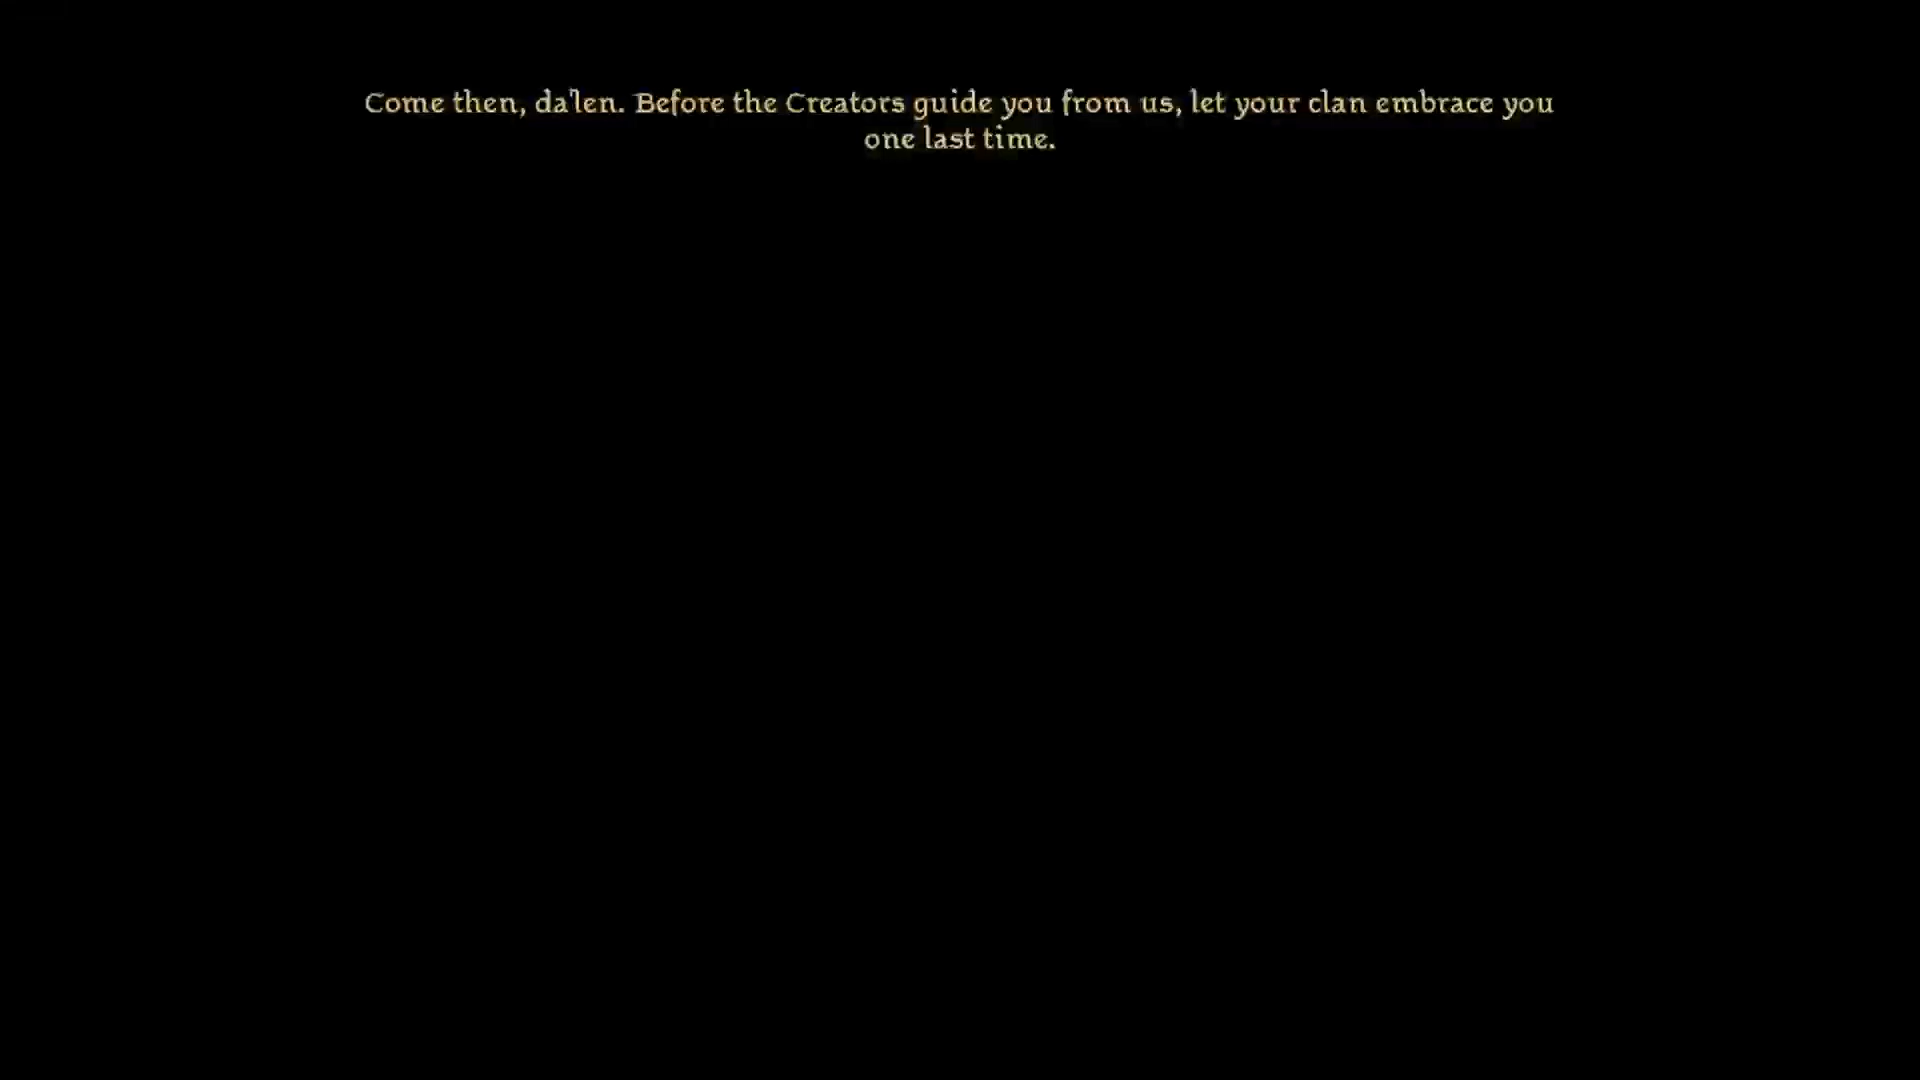 Come then, da'len. Before the Creators guide you from us, let your clan embrace you
one last time.